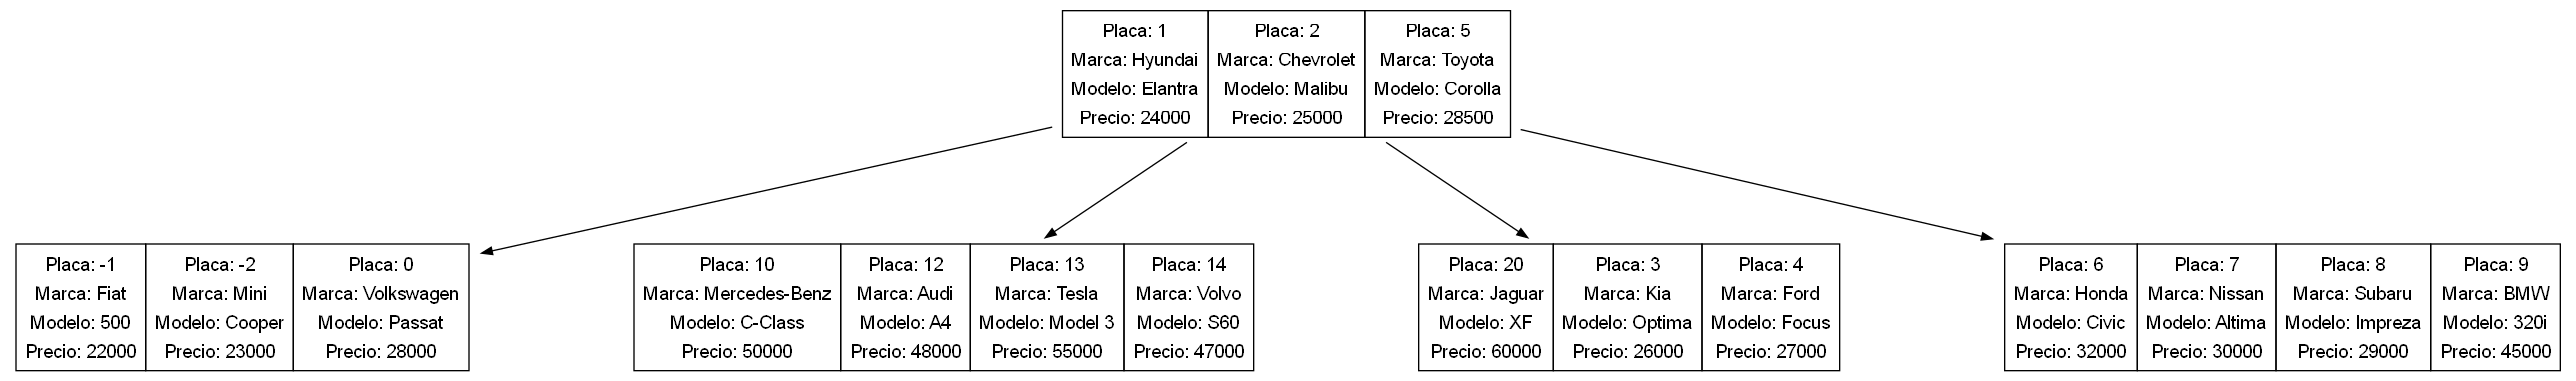 Placa: 1
Marca: Hyundai
Modelo: Elantra
Precio: 24000
Placa: 2
Marca: Chevrolet
Modelo: Malibu
Precio: 25000
Placa: 5
Marca: Toyota
Modelo: Corolla
Precio: 28500
Placa: -1
Marca: Fiat
Modelo: 500
Precio: 22000
Placa: -2
Marca: Mini
Modelo: Cooper
Precio: 23000
Placa: 0
Marca: Volkswagen
Modelo: Passat
Precio: 28000
Placa: 10
Marca: Mercedes-Benz
Modelo: C-Class
Precio: 50000
Placa: 12
Marca: Audi
Modelo: A4
Precio: 48000
Placa: 13
Marca: Tesla
Modelo: Model 3
Precio: 55000
Placa: 14
Marca: Volvo
Modelo: S60
Precio: 47000
Placa: 20
Marca: Jaguar
Modelo: XF
Precio: 60000
Placa: 3
Marca: Kia
Modelo: Optima
Precio: 26000
Placa: 4
Marca: Ford
Modelo: Focus
Precio: 27000
Placa: 6
Marca: Honda
Modelo: Civic
Precio: 32000
Placa: 7
Marca: Nissan
Modelo: Altima
Precio: 30000
Placa: 8
Marca: Subaru
Modelo: Impreza
Precio: 29000
Placa: 9
Marca: BMW
Modelo: 320i
Precio: 45000